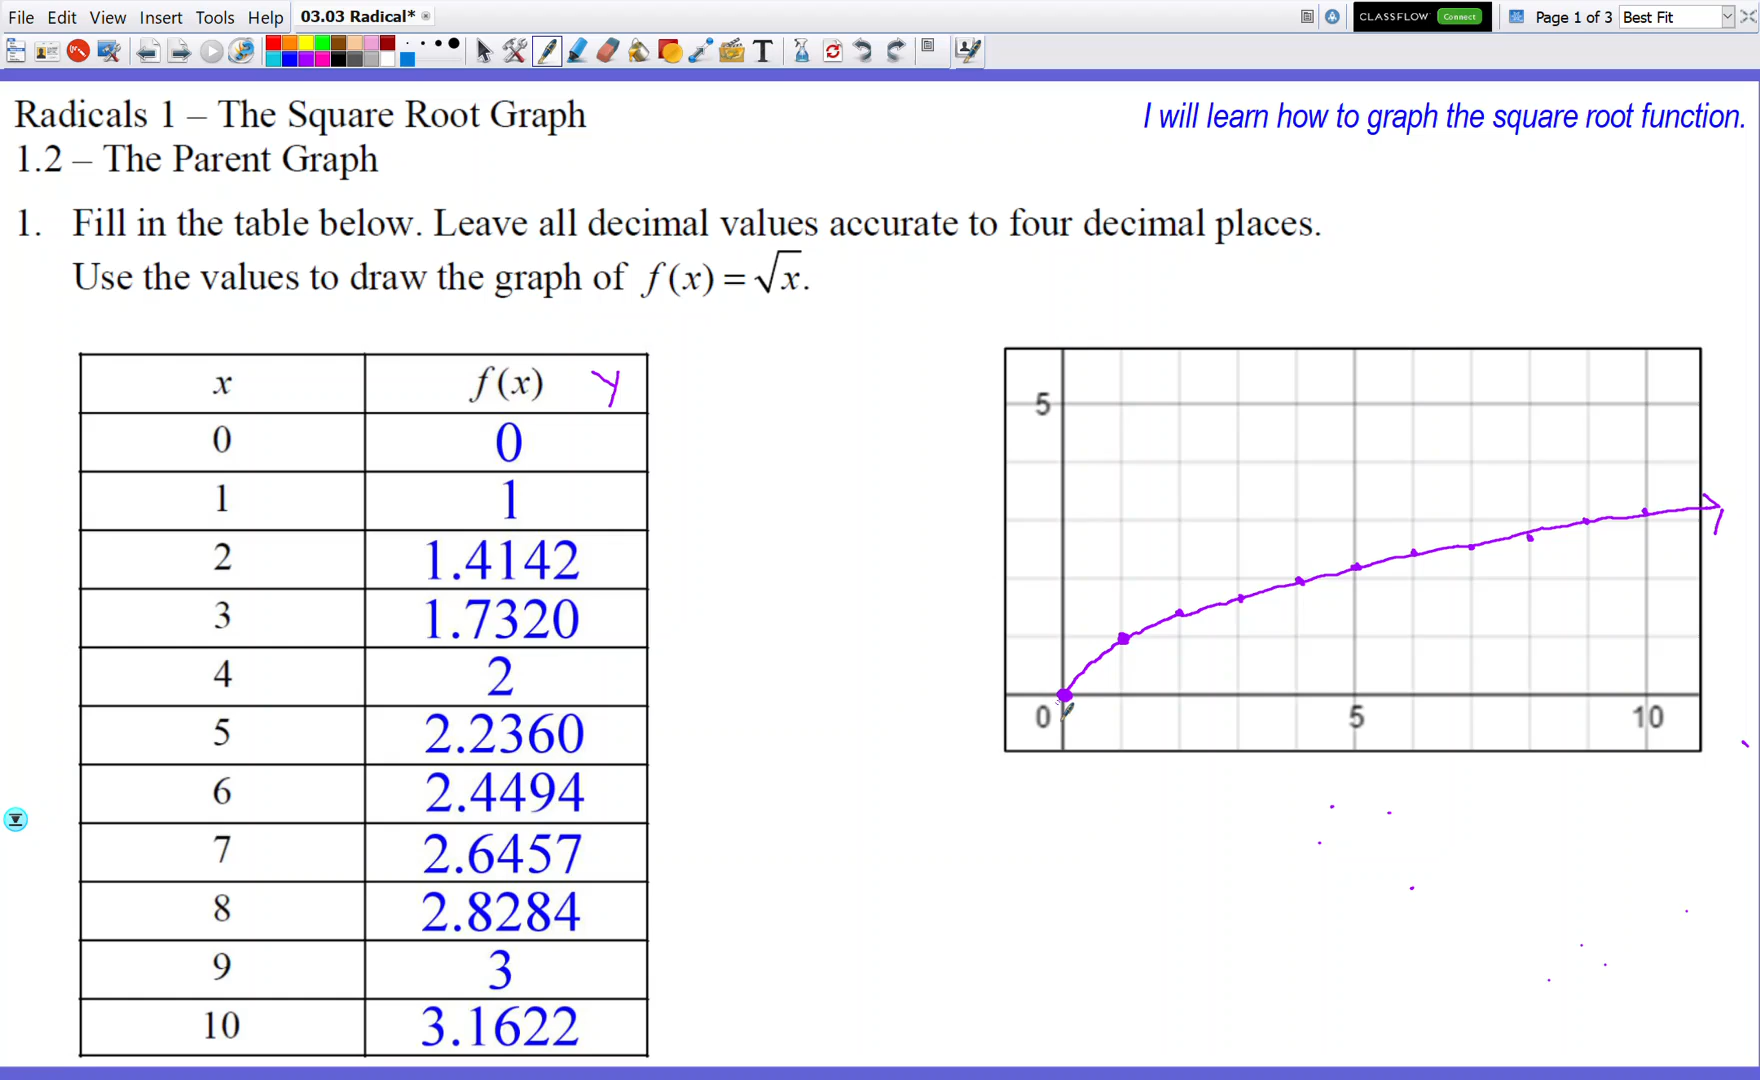 File Edit View Insert Tools Help 03.03 Radical* CLASSFLOW Connect Page 1 of 3 Best Fit
T
Radicals 1 – The Square Root Graph
I will learn how to graph the square root function.
1.2 – The Parent Graph
1. Fill in the table below. Leave all decimal values accurate to four decimal places.
Use the values to draw the graph of f(x) = √x.
x f(x) y
0 0
1 1
2 1.4142
3 1.7320
4 2
5 2.2360
6 2.4494
7 2.6457
8 2.8284
9 3
10 3.1622
5
0 5 10